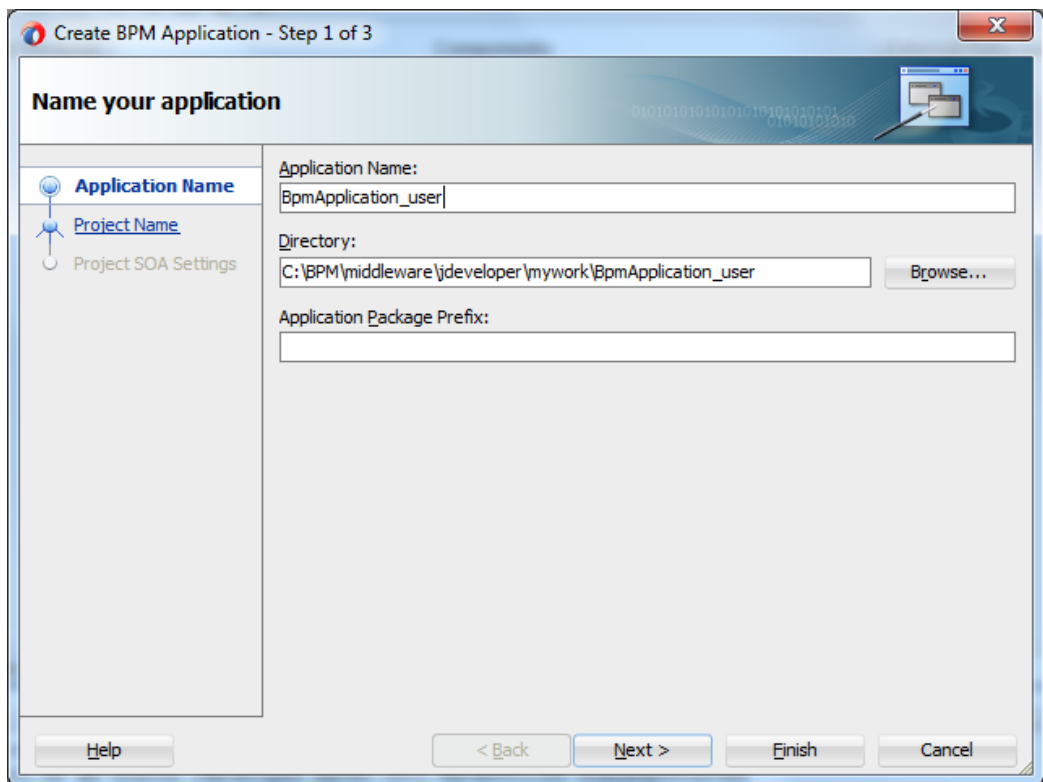 Create BPM Application - Step 1 of 3
Name your application
Application Name
Project Name
Project SOA Settings
Application Name:
BpmApplication_user
Directory:
C:\BPM\middleware\jdeveloper\mywork\BpmApplication_user
Browse...
Application Package Prefix:
Help
< Back
Next >
Finish
Cancel